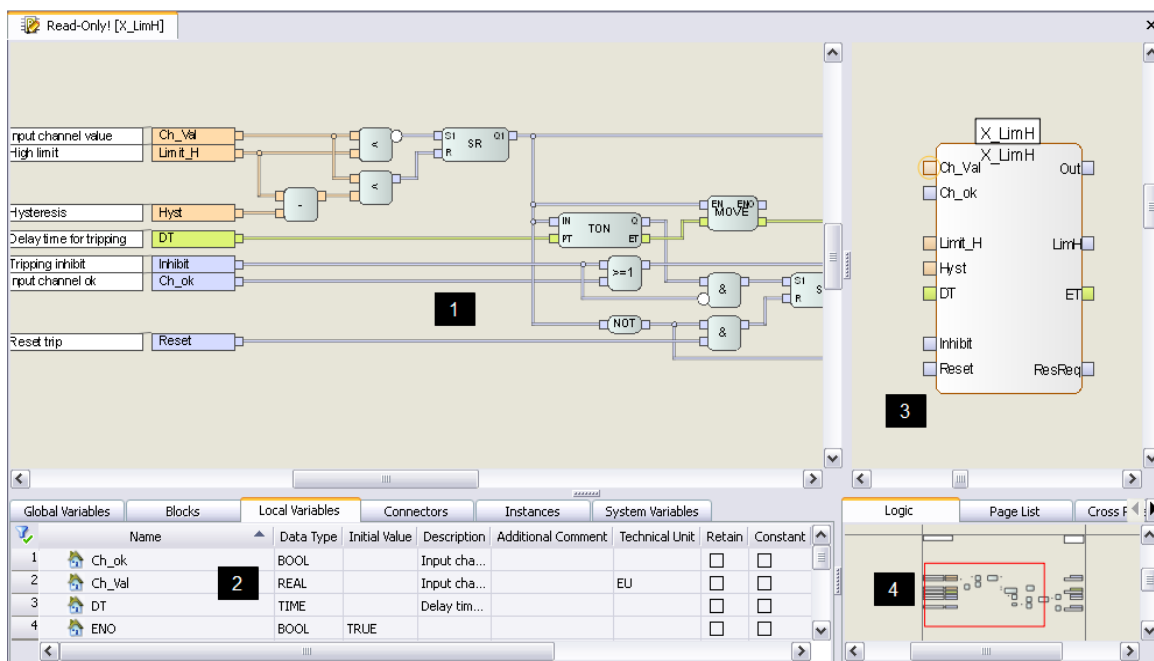 Read-Only! [X_LimH]
nput channel value
Ch_Val
High limit
Limit_H
<
S1
Q1
SR
R
<
-
Hysteresis
Hyst
Delay time for tripping
DT
IN
Q
TON
PT
ET
EN ENO
MOVE
Tripping inhibit
Inhibit
nput channel ok
Ch_ok
>=1
&
S1
S
R
NOT
&
Reset trip
Reset
1
X_LimH
X_LimH
Ch_Val
Out
Ch_ok
Limit_H
LimH
Hyst
DT
ET
Inhibit
Reset
ResReq
3
Global Variables Blocks Local Variables Connectors Instances System Variables
Name Data Type Initial Value Description Additional Comment Technical Unit Retain Constant
1 Ch_ok BOOL Input cha...
2 Ch_Val REAL Input cha... EU
3 DT TIME Delay tim...
4 ENO BOOL TRUE
2
Logic Page List Cross
4